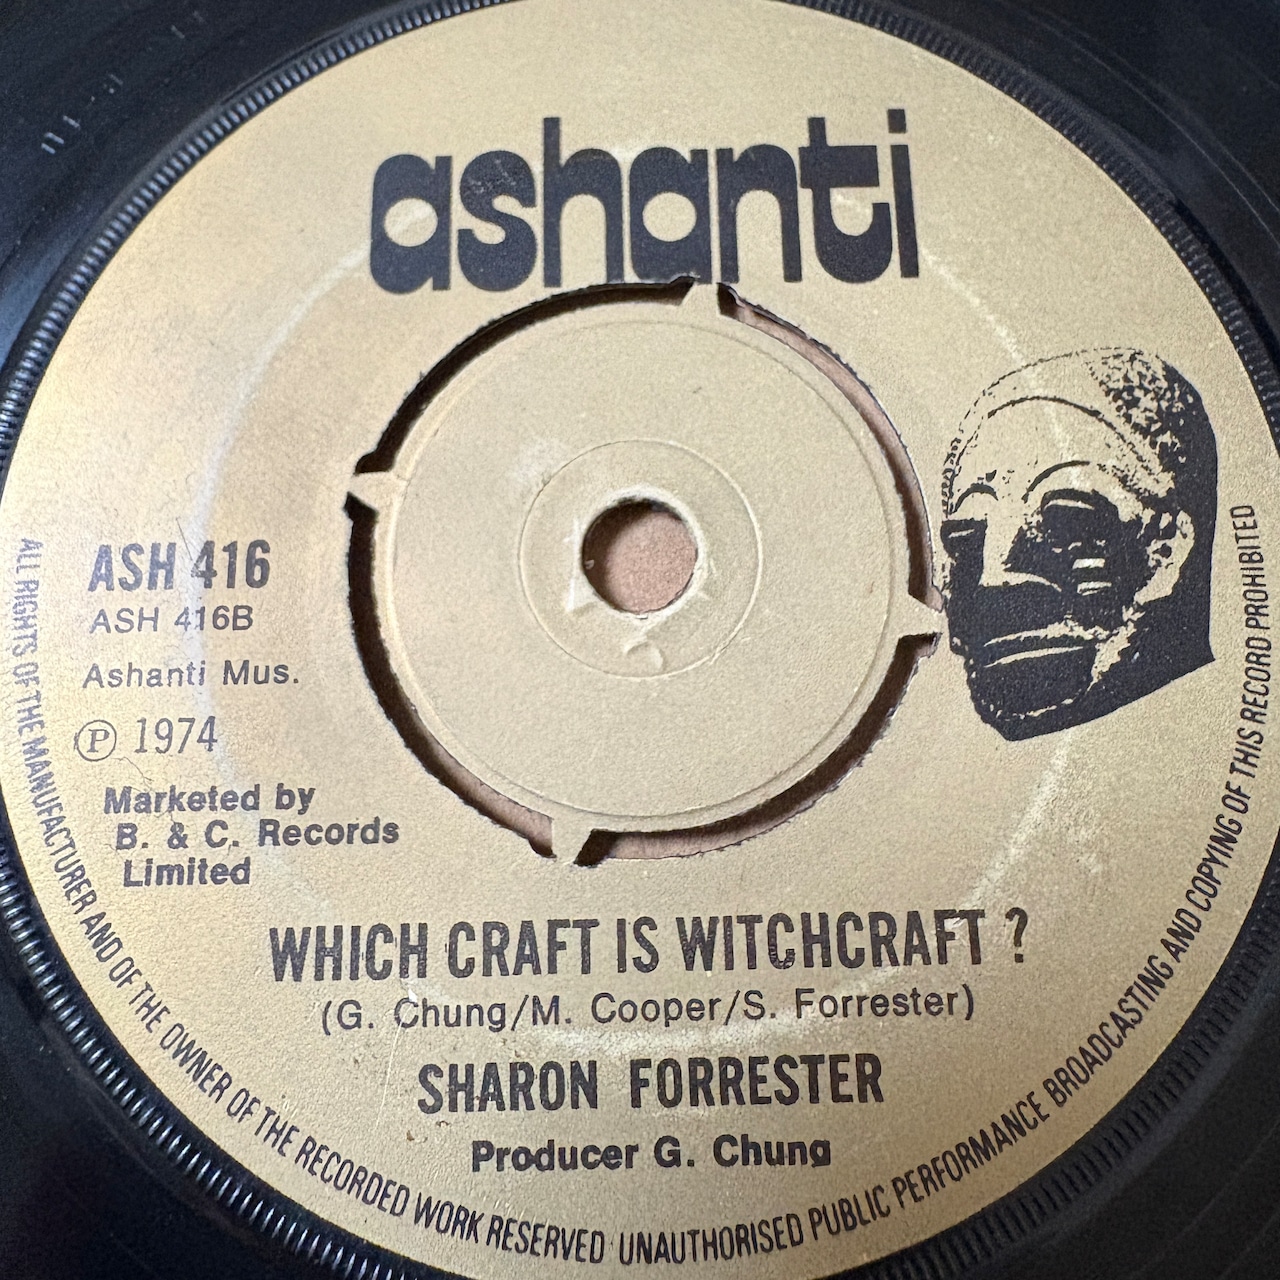 ashanti
ASH 416
ASH 416B
Ashanti Mus.
Ⓟ 1974
Marketed by
B. & C. Records
Limited
WHICH CRAFT IS WITCHCRAFT ?
(G. Chung/M. Cooper/S. Forrester)
SHARON FORRESTER
Producer G. Chung
ALL RIGHTS OF THE MANUFACTURER AND OF THE OWNER OF THE RECORDED WORK RESERVED UNAUTHORISED PUBLIC PERFORMANCE BROADCASTING AND COPYING OF THIS RECORD PROHIBITED